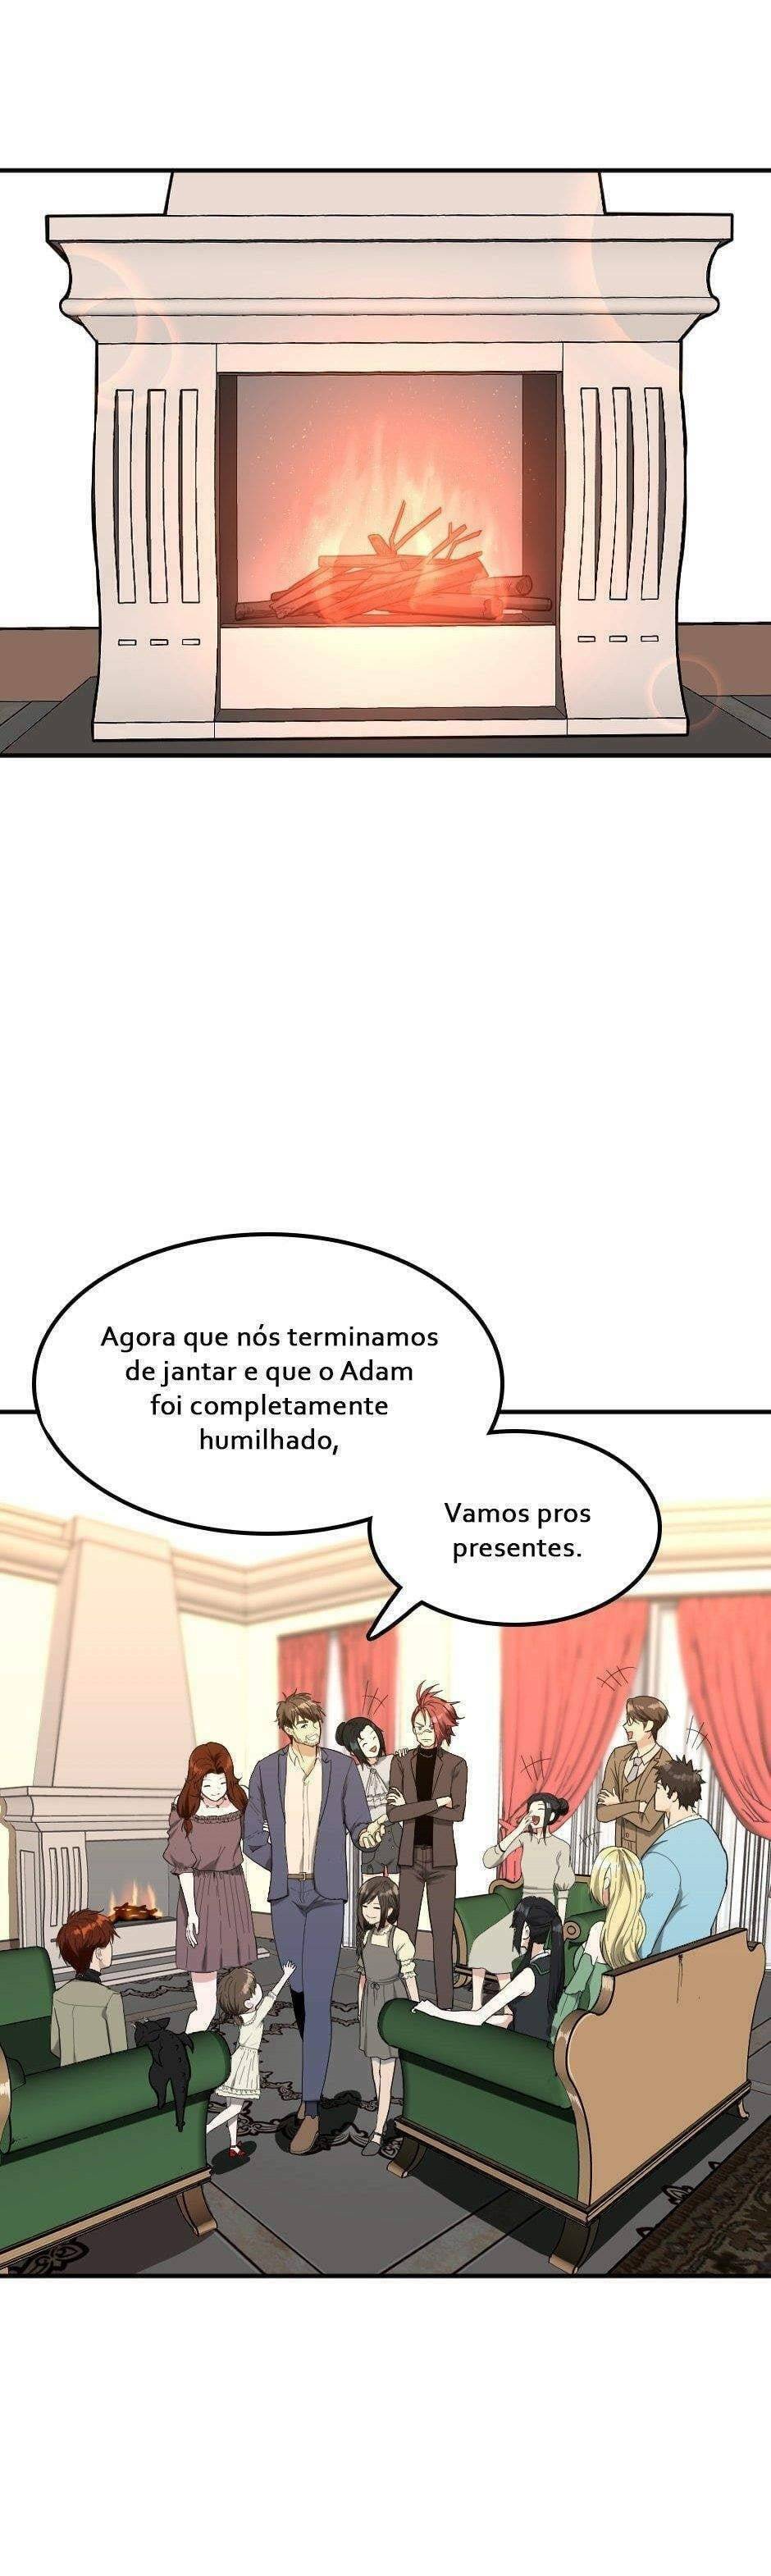 Agora que nós terminamos
de jantar e que o Adam
foi completamente
humilhado,
Vamos pros
presentes.